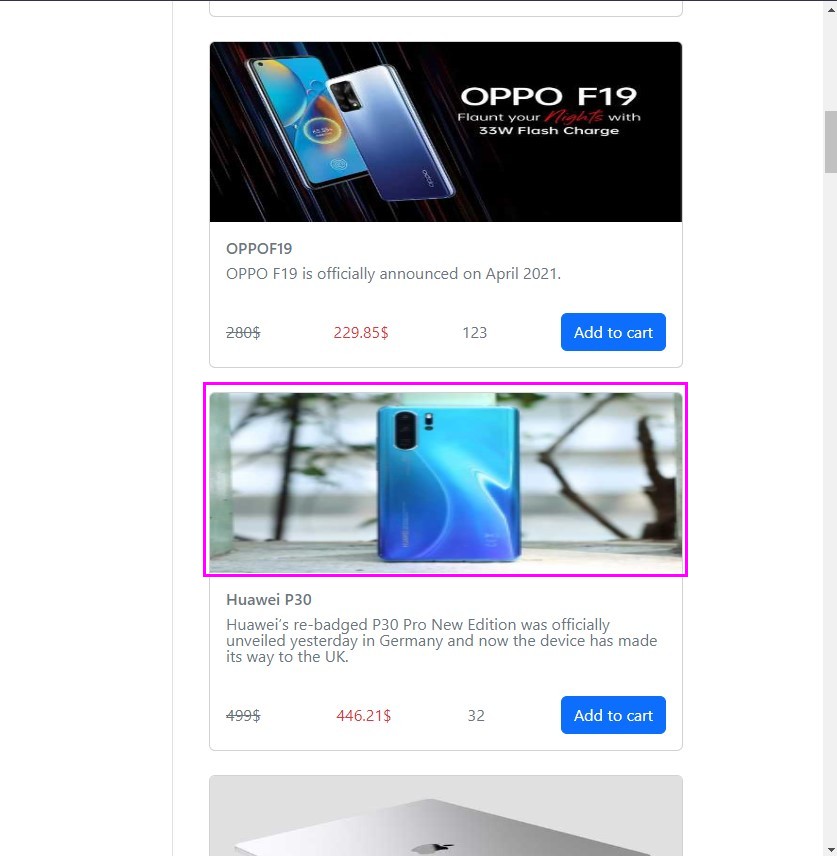 OPPO F19
Flaunt your Nights with
33W Flash Charge
oppo
OPPOF19
OPPO F19 is officially announced on April 2021.
280$ 229.85$ 123 Add to cart
Huawei P30
Huawei's re-badged P30 Pro New Edition was officially
unveiled yesterday in Germany and now the device has made
its way to the UK.
499$ 446.21$ 32 Add to cart